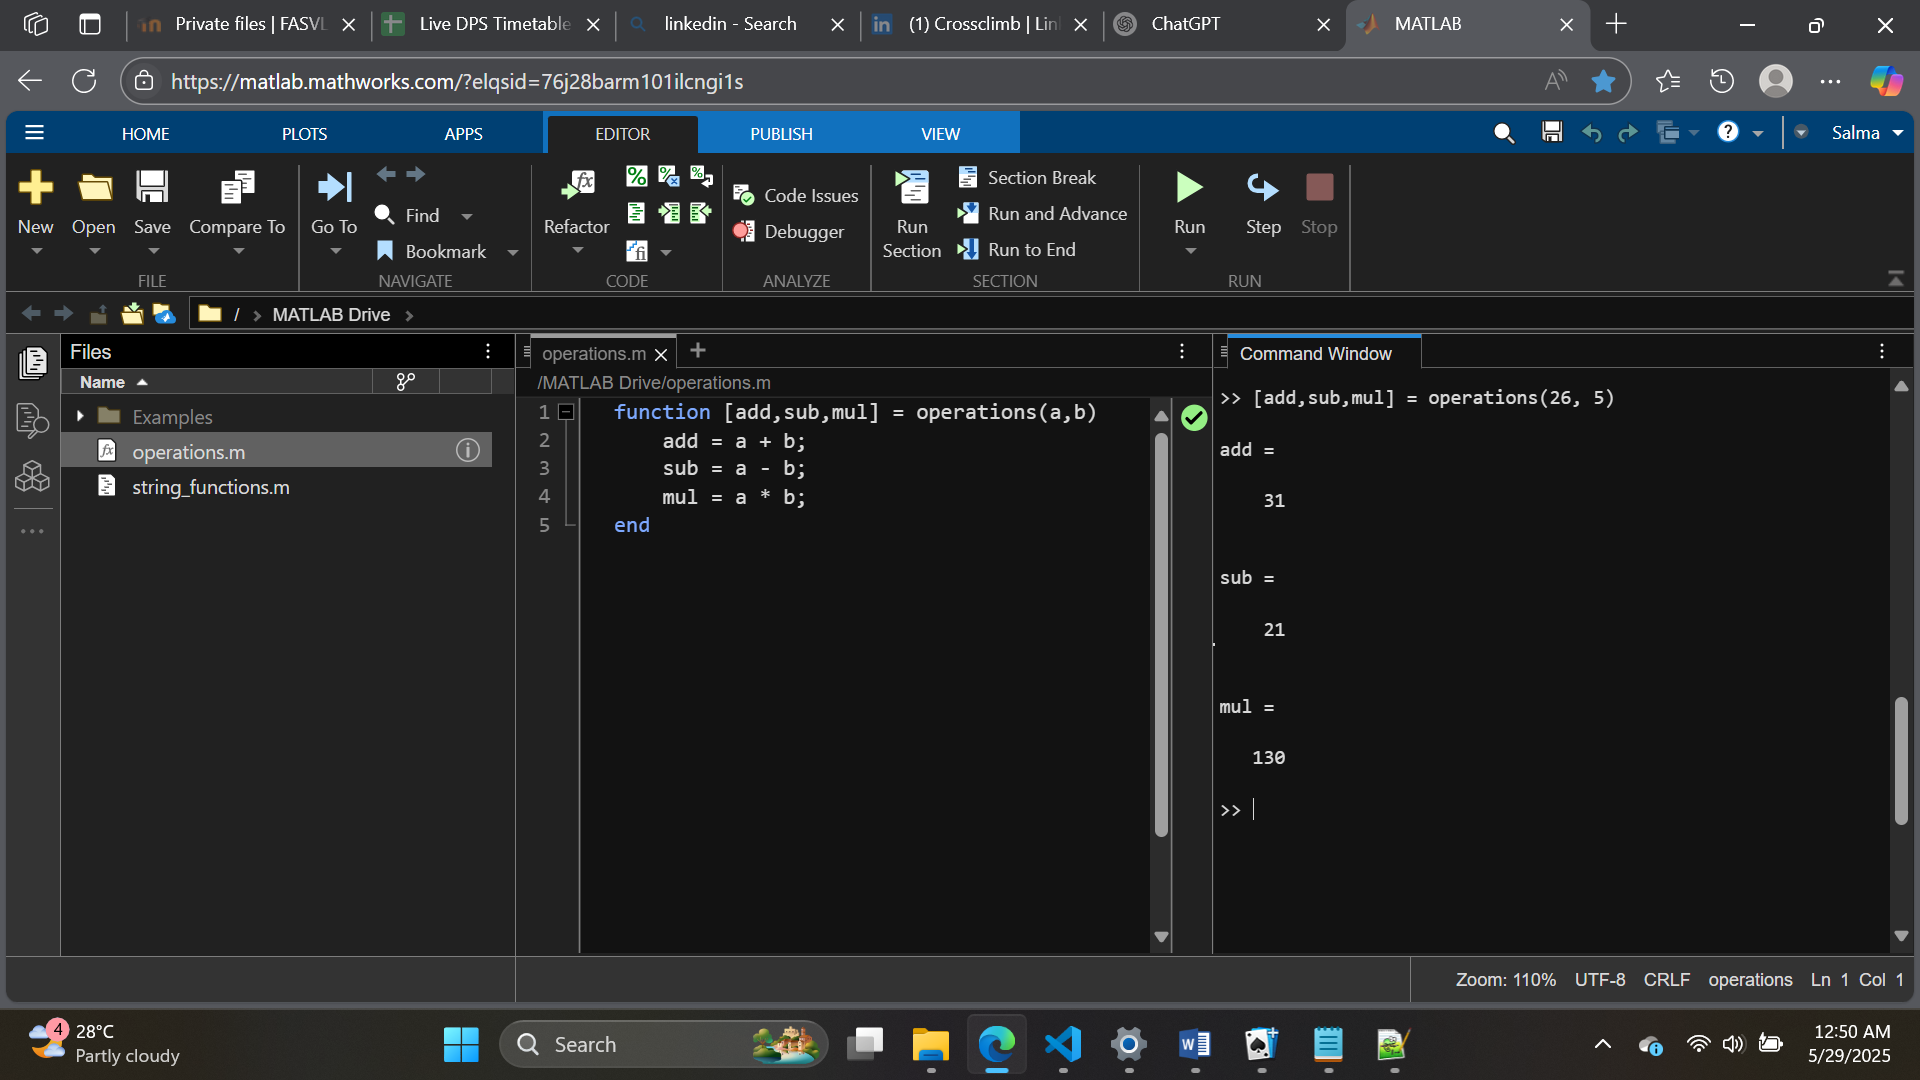 Private files | FASVL
Live DPS Timetable
linkedin - Search
(1) Crossclimb | Lin
ChatGPT
MATLAB
https://matlab.mathworks.com/?elqsid=76j28barm101ilcngi1s
HOME PLOTS APPS EDITOR PUBLISH VIEW Salma
New Open Save Compare To
FILE
Go To Find Bookmark
NAVIGATE
Refactor
CODE
Code Issues
Debugger
ANALYZE
Run Section
Section Break
Run and Advance
Run to End
SECTION
Run Step Stop
RUN
/ > MATLAB Drive >
Files
Name
Examples
operations.m
string_functions.m
operations.m
/MATLAB Drive/operations.m
1 function [add,sub,mul] = operations(a,b)
2 add = a + b;
3 sub = a - b;
4 mul = a * b;
5 end
Command Window
>> [add,sub,mul] = operations(26, 5)
add =
31
sub =
21
mul =
130
>>
Zoom: 110% UTF-8 CRLF operations Ln 1 Col 1
4
28°C
Partly cloudy
Search
12:50 AM
5/29/2025